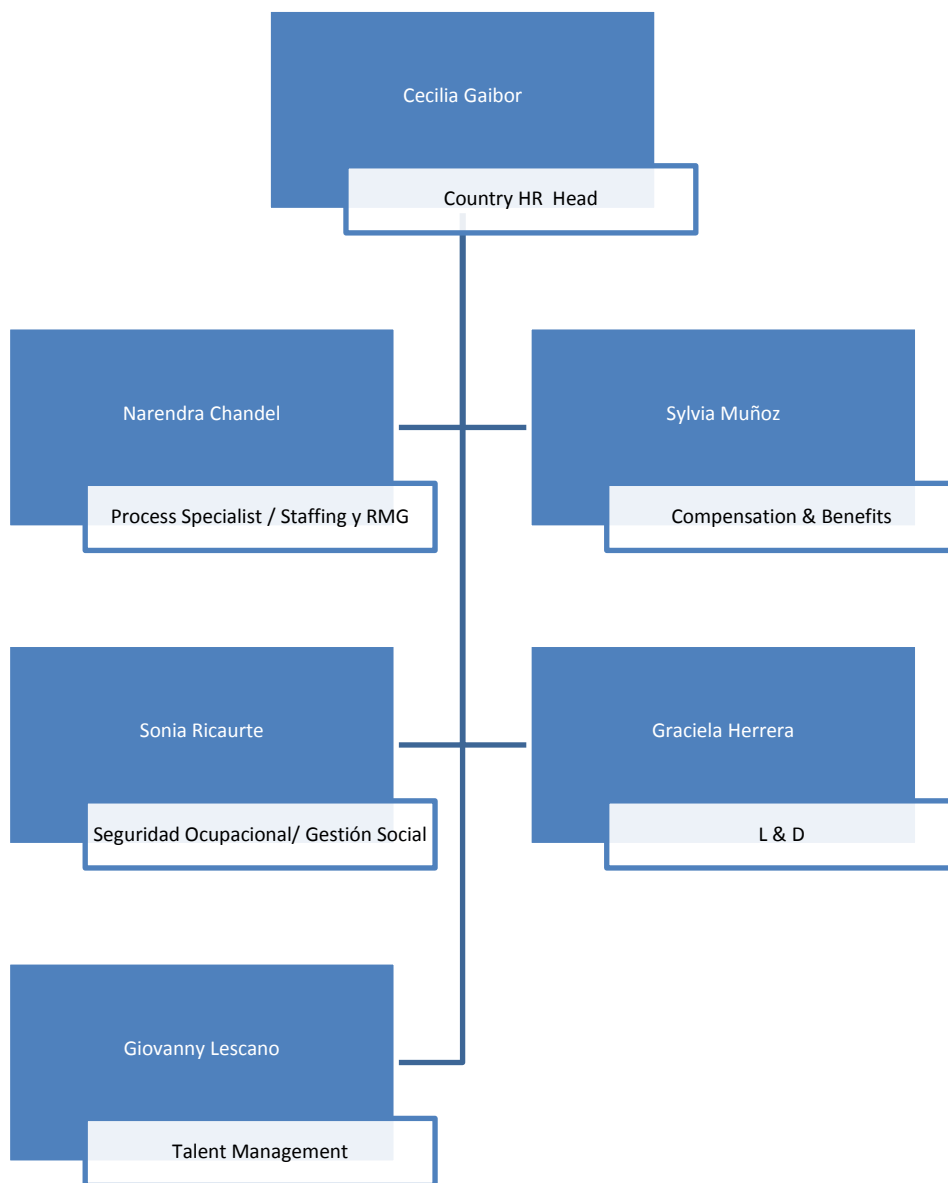 Cecilia Gaibor
Country HR  Head
Narendra Chandel
Process Specialist / Staffing y RMG
Sylvia Muñoz
Compensation & Benefits
Sonia Ricaurte
Seguridad Ocupacional/ Gestión Social
Graciela Herrera
L & D
Giovanny Lescano
Talent Management